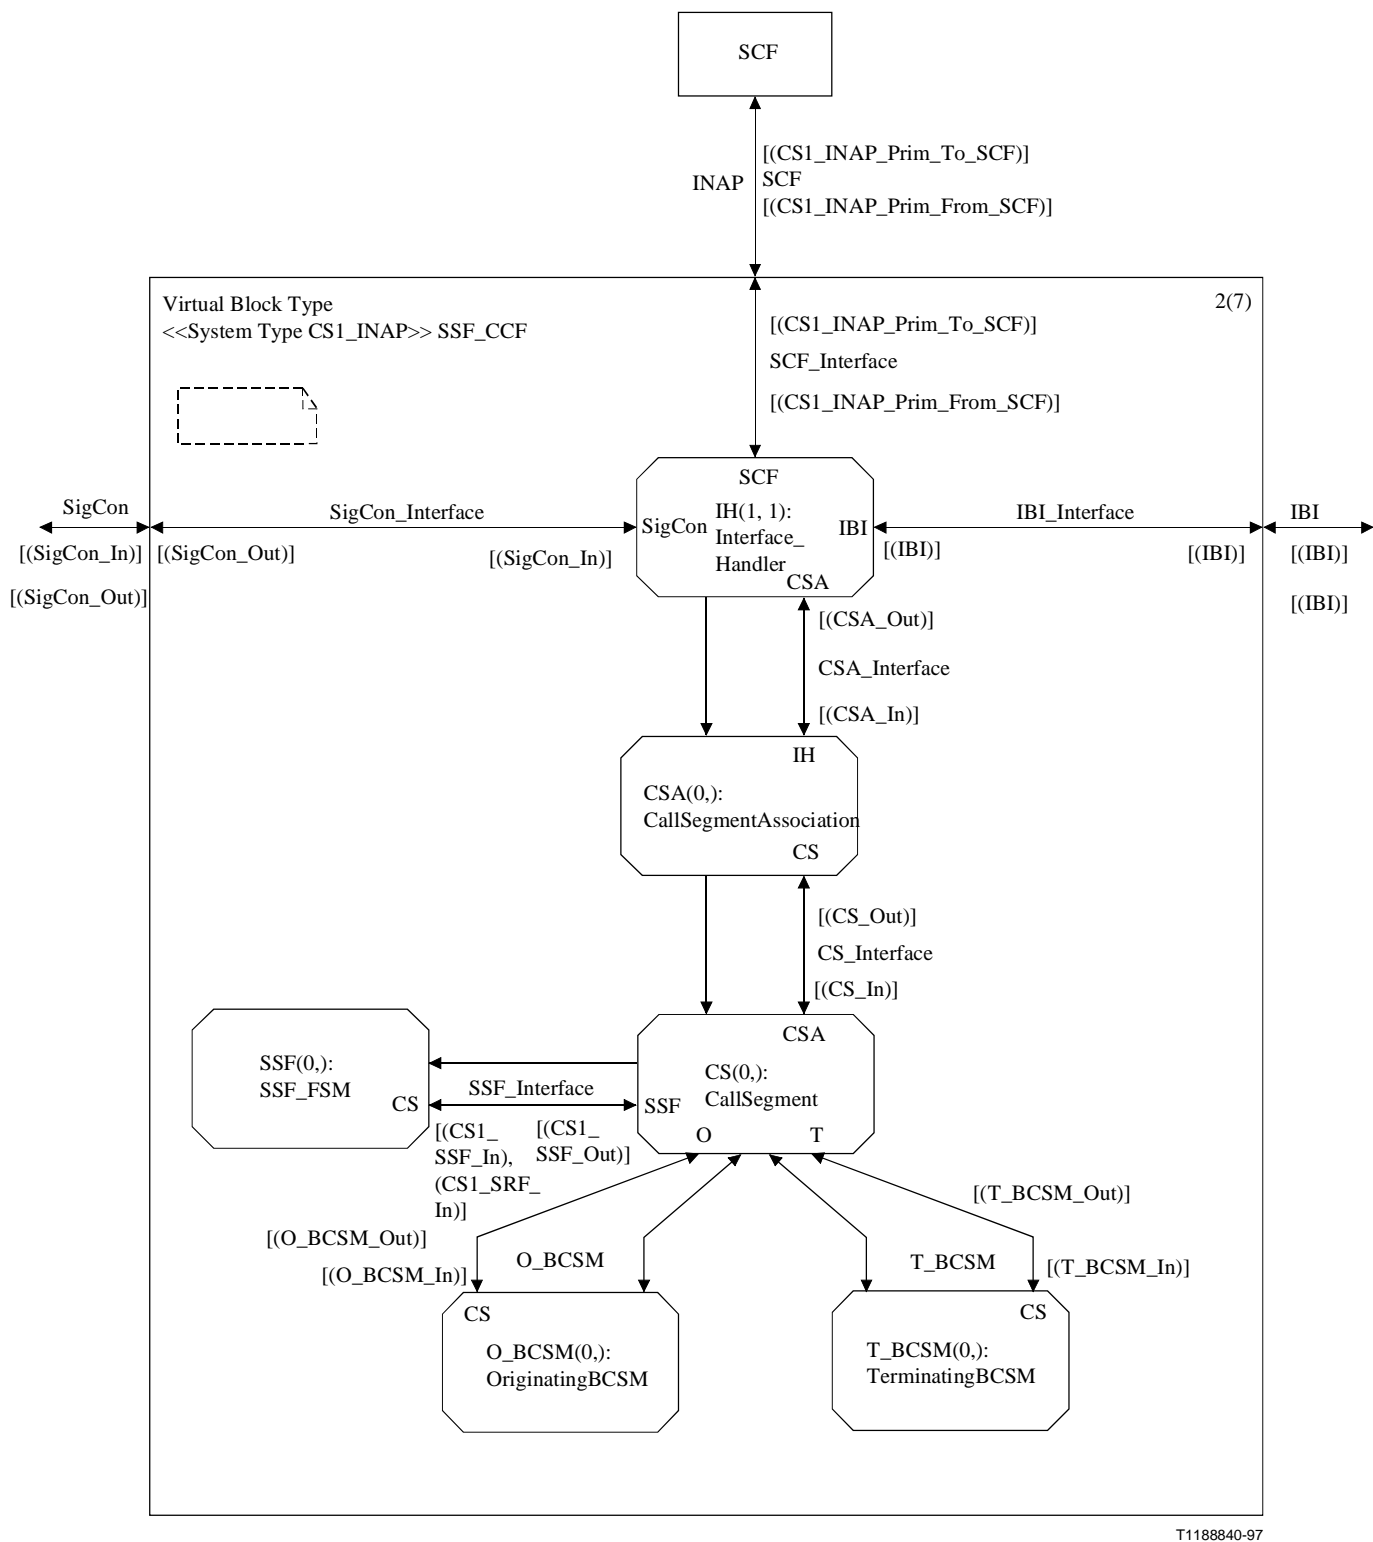 SCF
[(CS1_INAP_Prim_To_SCF)]
INAP
SCF
[(CS1_INAP_Prim_From_SCF)]
Virtual Block Type
<<System Type CS1_INAP>> SSF_CCF
2(7)
[(CS1_INAP_Prim_To_SCF)]
SCF_Interface
[(CS1_INAP_Prim_From_SCF)]
SCF
SigCon
SigCon_Interface
SigCon
IH(1, 1):
Interface_
Handler
IBI
IBI_Interface
IBI
[(SigCon_In)]
[(SigCon_Out)]
[(SigCon_In)]
[(IBI)]
[(IBI)]
[(IBI)]
CSA
[(SigCon_Out)]
[(IBI)]
[(CSA_Out)]
CSA_Interface
[(CSA_In)]
IH
CSA(0,):
CallSegmentAssociation
CS
[(CS_Out)]
CS_Interface
[(CS_In)]
CSA
SSF(0,):
SSF_FSM
CS
SSF_Interface
SSF
CS(0,):
CallSegment
O
T
[(CS1_
SSF_In),
(CS1_SRF_
In)]
[(CS1_
SSF_Out)]
[(T_BCSM_Out)]
[(O_BCSM_Out)]
[(O_BCSM_In)]
O_BCSM
T_BCSM
[(T_BCSM_In)]
CS
O_BCSM(0,):
OriginatingBCSM
CS
T_BCSM(0,):
TerminatingBCSM
T1188840-97